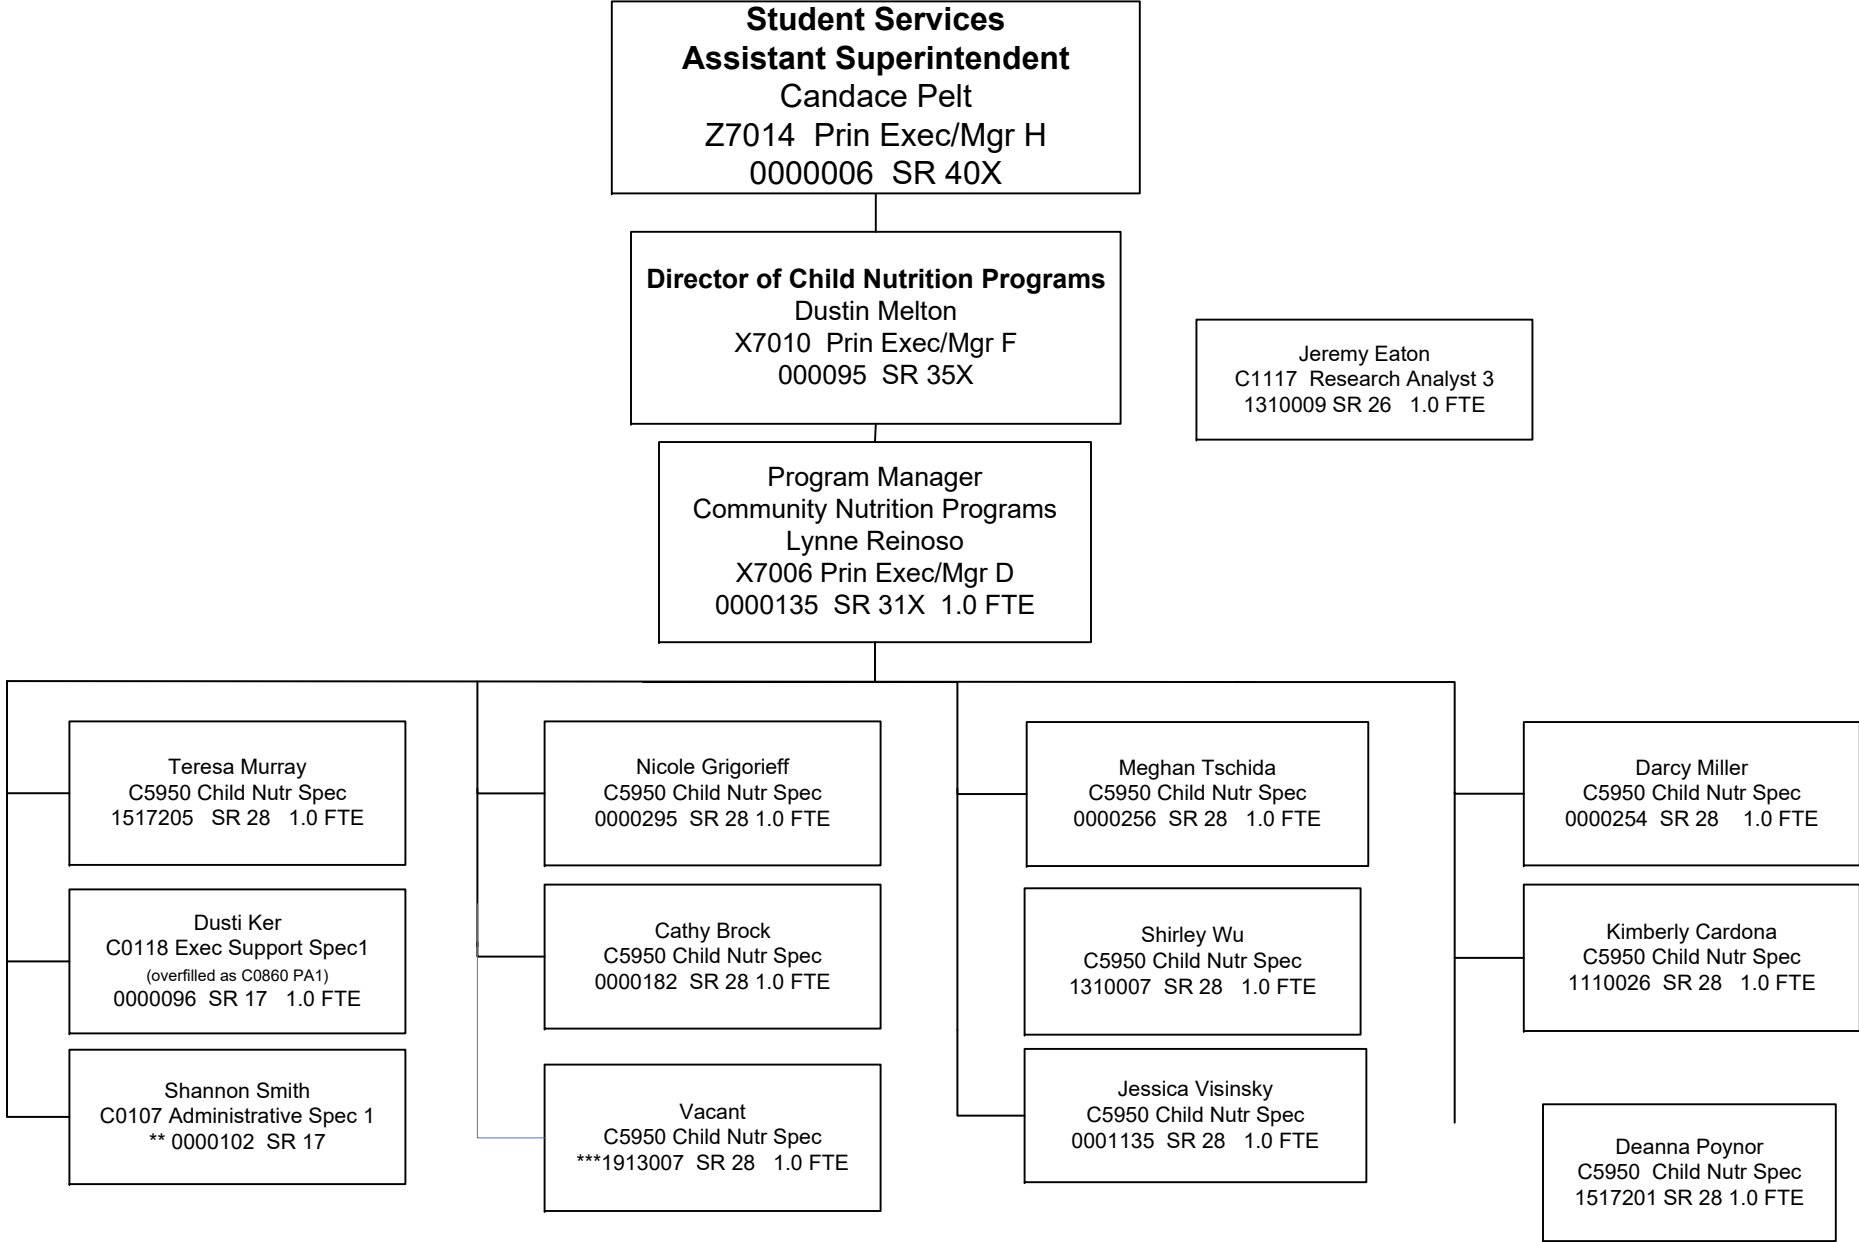 Student Services
Assistant Superintendent
Candace Pelt
Z7014 Prin Exec/Mgr H
0000006 SR 40X
Director of Child Nutrition Programs
Dustin Melton
X7010 Prin Exec/Mgr F
000095 SR 35X
Jeremy Eaton
C1117 Research Analyst 3
1310009 SR 26 1.0 FTE
Program Manager
Community Nutrition Programs
Lynne Reinoso
X7006 Prin Exec/Mgr D
0000135 SR 31X 1.0 FTE
Teresa Murray
C5950 Child Nutr Spec
1517205 SR 28 1.0 FTE
Dusti Ker
C0118 Exec Support Spec1
(overfilled as C0860 PA1)
0000096 SR 17 1.0 FTE
Shannon Smith
C0107 Administrative Spec 1
** 0000102 SR 17
Nicole Grigorieff
C5950 Child Nutr Spec
0000295 SR 28 1.0 FTE
Cathy Brock
C5950 Child Nutr Spec
0000182 SR 28 1.0 FTE
Vacant
C5950 Child Nutr Spec
***1913007 SR 28 1.0 FTE
Meghan Tschida
C5950 Child Nutr Spec
0000256 SR 28 1.0 FTE
Shirley Wu
C5950 Child Nutr Spec
1310007 SR 28 1.0 FTE
Jessica Visinsky
C5950 Child Nutr Spec
0001135 SR 28 1.0 FTE
Darcy Miller
C5950 Child Nutr Spec
0000254 SR 28 1.0 FTE
Kimberly Cardona
C5950 Child Nutr Spec
1110026 SR 28 1.0 FTE
Deanna Poynor
C5950 Child Nutr Spec
1517201 SR 28 1.0 FTE